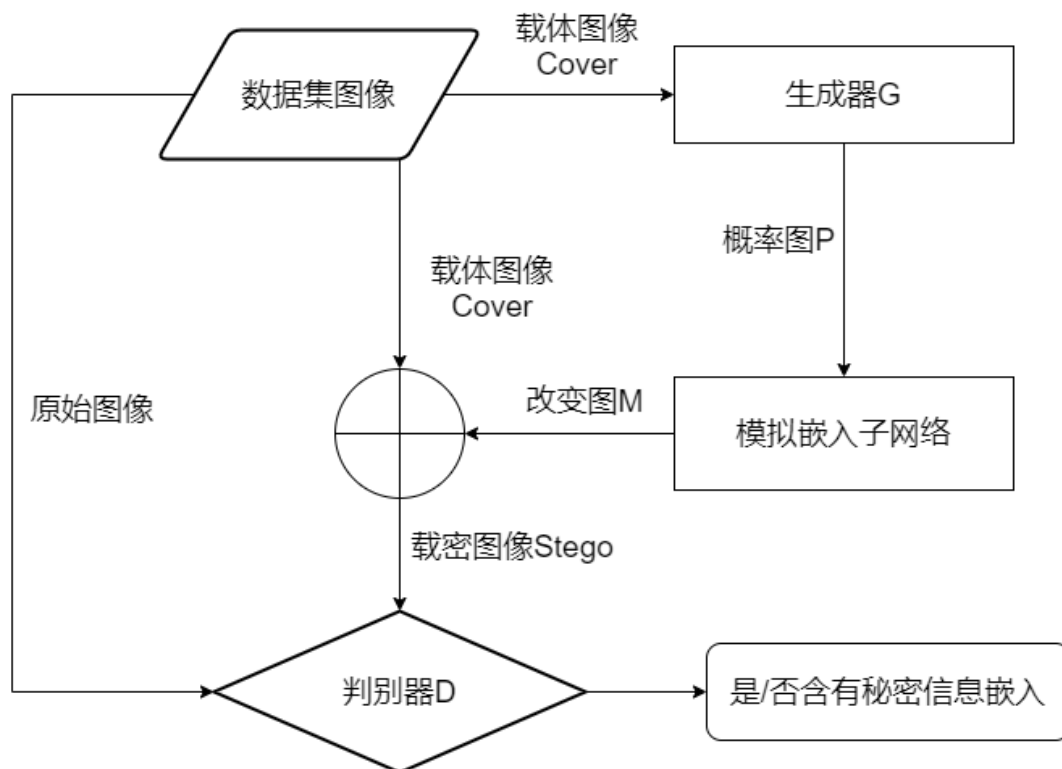 载体图像
Cover
数据集图像
生成器G
概率图P
载体图像
Cover
原始图像
改变图M
模拟嵌入子网络
载密图像Stego
判别器D
是/否含有秘密信息嵌入